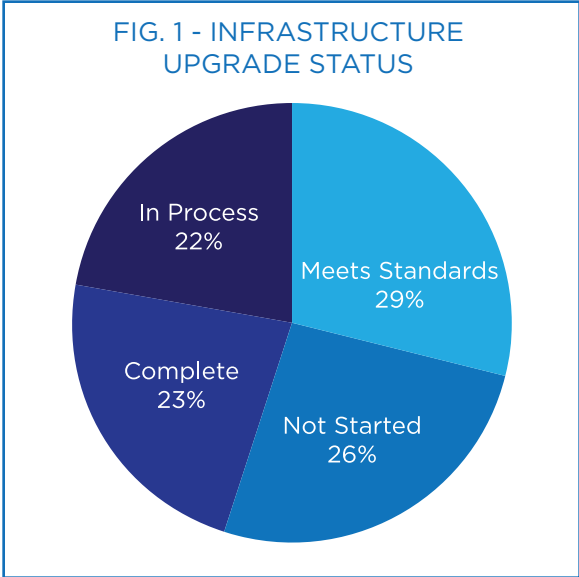 FIG. 1 - INFRASTRUCTURE
UPGRADE STATUS
In Process
22%
Meets Standards
29%
Complete
23%
Not Started
26%